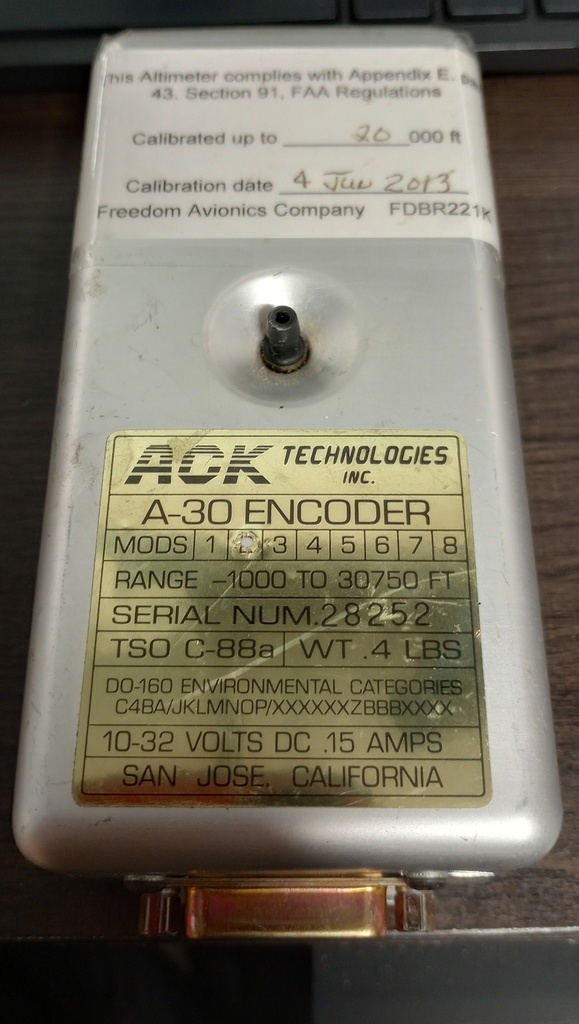 his Altimeter complies with Appendix E.
43. Section 91, FAA Regulations
Calibrated up to 20 000 ft
Calibration date 4 Jun 2013
Freedom Avionics Company FDBR221K
ACK TECHNOLOGIES
INC.
A-30 ENCODER
MODS 1 3 4 5 6 7 8
RANGE -1000 TO 30750 FT
SERIAL NUM. 28252
TSO C-88a WT .4 LBS
DO-160 ENVIRONMENTAL CATEGORIES
C4BA/JKLMNOP/XXXXXXZBBBXXXX
10-32 VOLTS DC .15 AMPS
SAN JOSE, CALIFORNIA